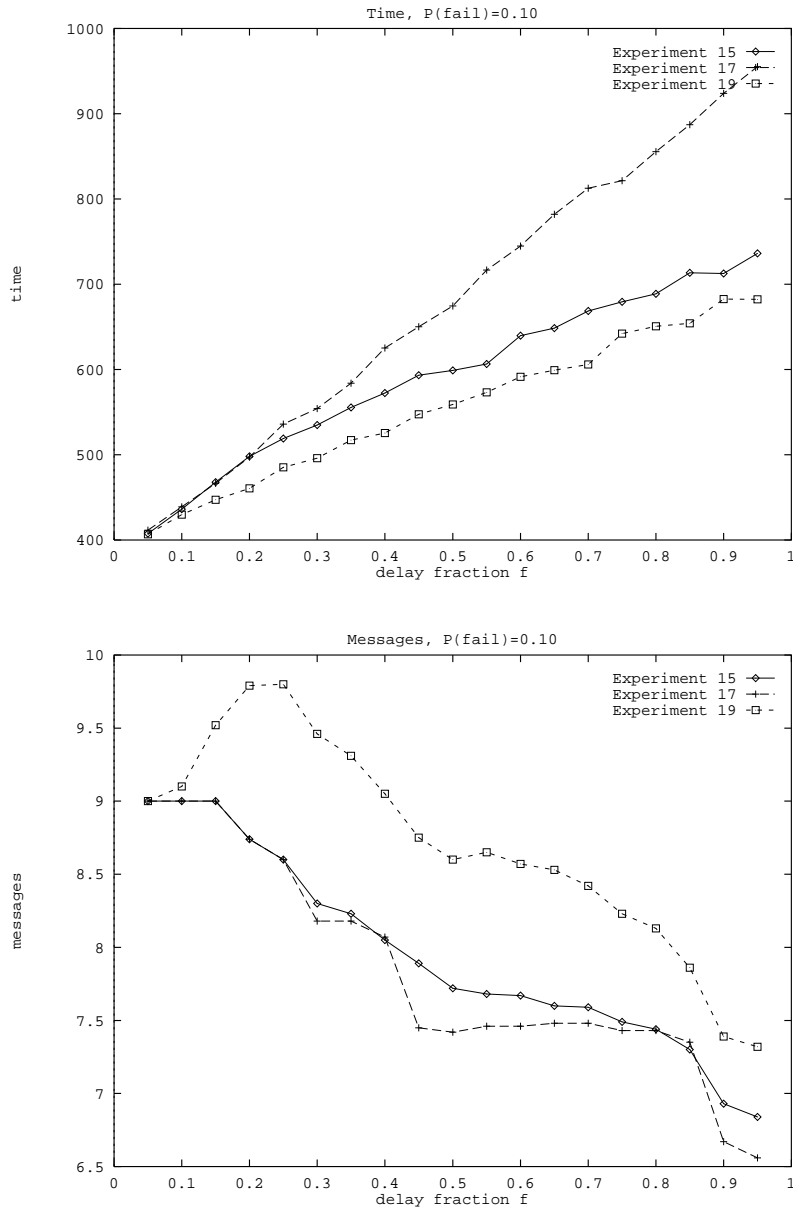 Time, P(fail)=0.10
1000
900
800
700
600
500
400
time
Experiment 15
Experiment 17
Experiment 19
0 0.1 0.2 0.3 0.4 0.5 0.6 0.7 0.8 0.9 1
delay fraction f
Messages, P(fail)=0.10
10
9.5
9
8.5
8
7.5
7
6.5
messages
Experiment 15
Experiment 17
Experiment 19
0 0.1 0.2 0.3 0.4 0.5 0.6 0.7 0.8 0.9 1
delay fraction f